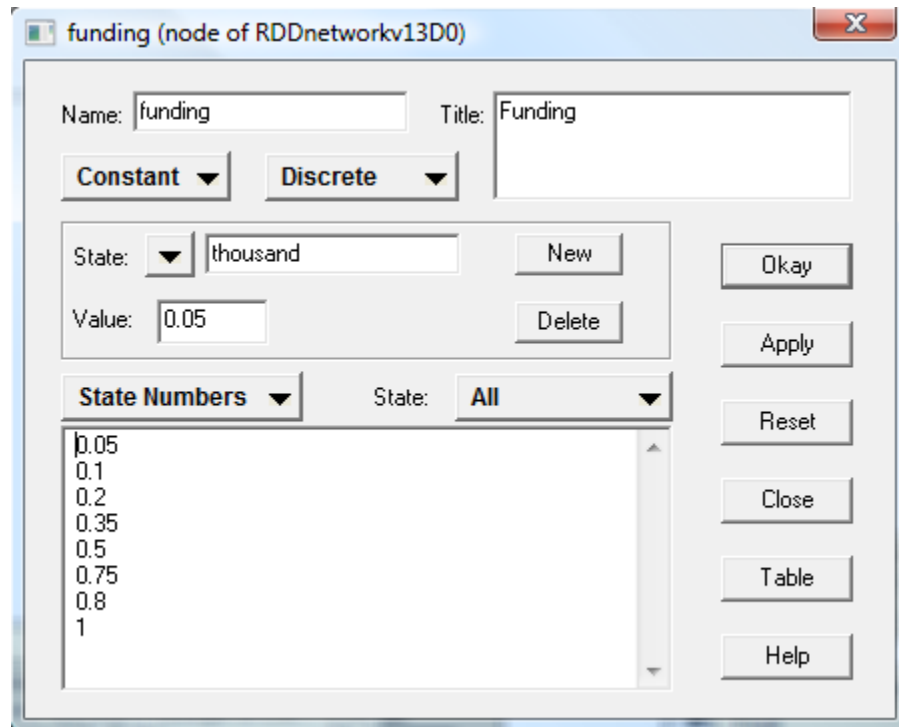 funding (node of RDDnetworkv13D0)
Name: funding Title: Funding
Constant Discrete
State: thousand New
Okay
Value: 0.05 Delete
Apply
State Numbers State: All
Reset
0.05
0.1
0.2
0.35
0.5
0.75
0.8
1
Close
Table
Help